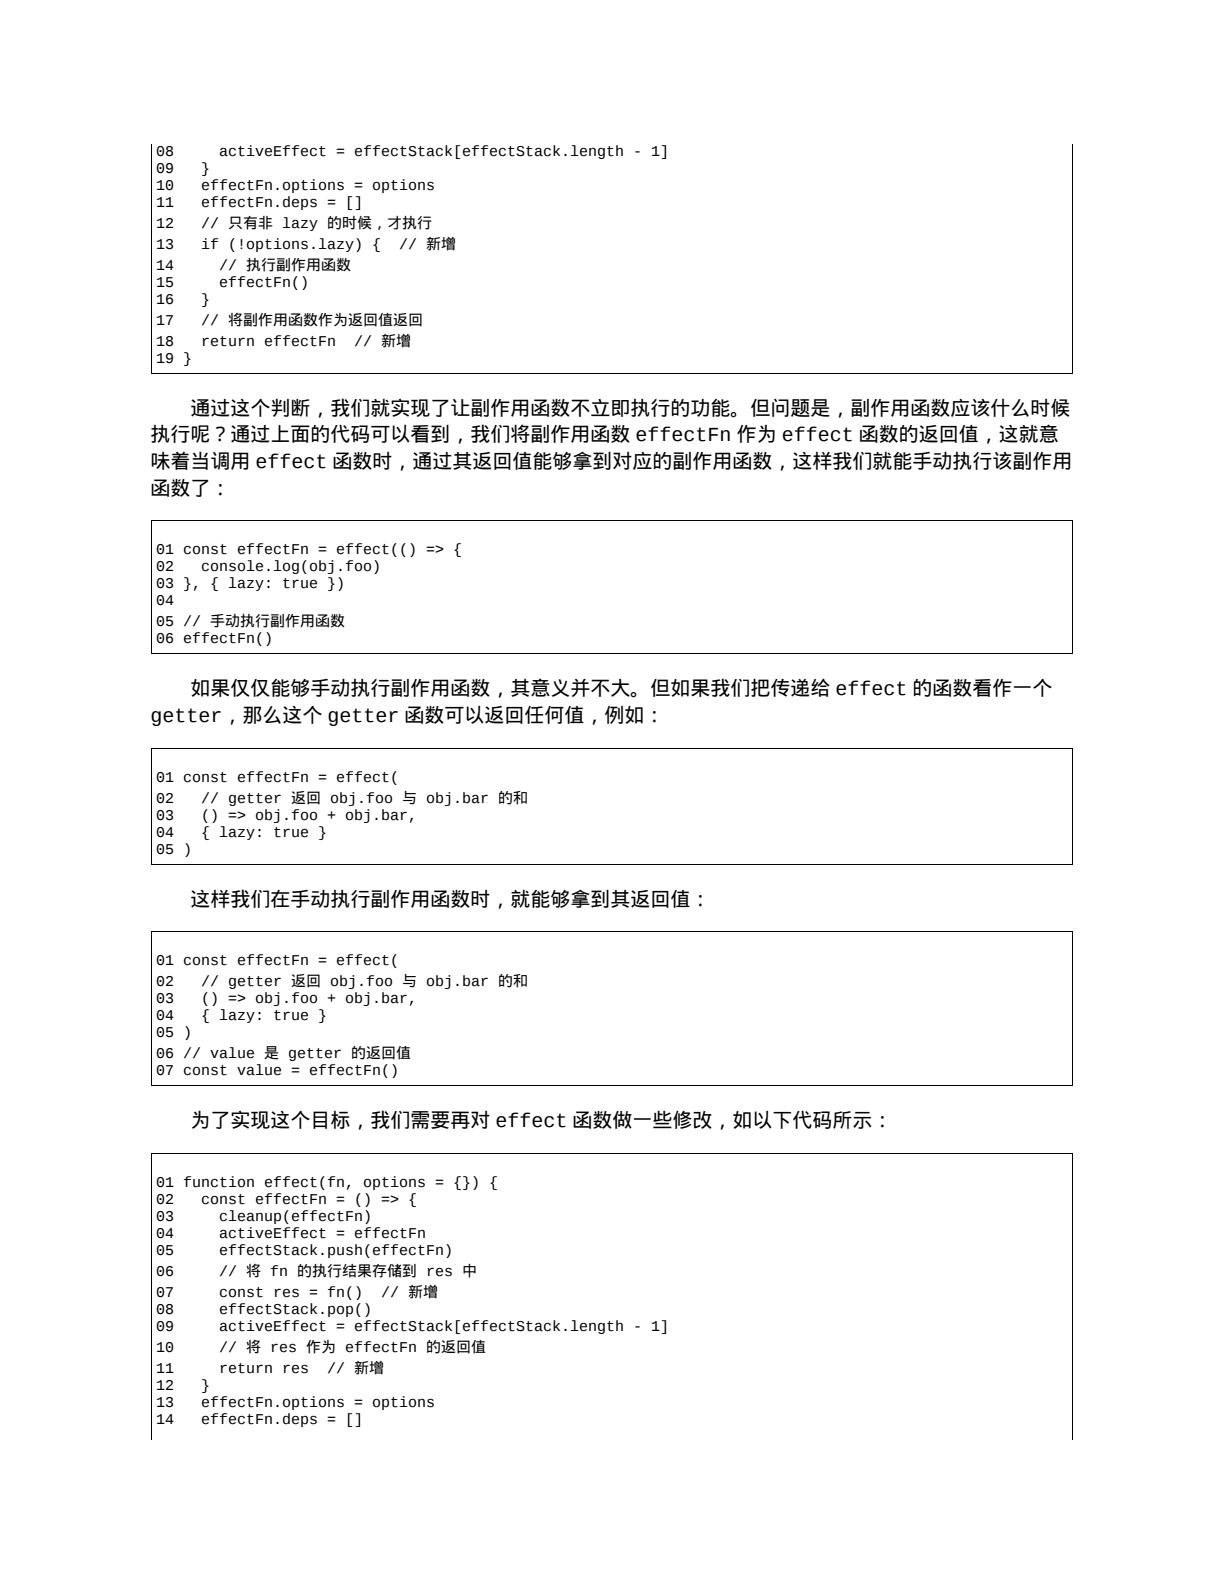 08     activeEffect = effectStack[effectStack.length - 1]
09   }
10   effectFn.options = options
11   effectFn.deps = []
12   // 只有非 lazy 的时候，才执行
13   if (!options.lazy) {  // 新增
14     // 执行副作用函数
15     effectFn()
16   }
17   // 将副作用函数作为返回值返回
18   return effectFn  // 新增
19 }
通过这个判断，我们就实现了让副作用函数不立即执行的功能。但问题是，副作用函数应该什么时候
执行呢？通过上面的代码可以看到，我们将副作用函数 effectFn 作为 effect 函数的返回值，这就意
味着当调用 effect 函数时，通过其返回值能够拿到对应的副作用函数，这样我们就能手动执行该副作用
函数了：
01 const effectFn = effect(() => {
02   console.log(obj.foo)
03 }, { lazy: true })
04
05 // 手动执行副作用函数
06 effectFn()
如果仅仅能够手动执行副作用函数，其意义并不大。但如果我们把传递给 effect 的函数看作一个
getter，那么这个 getter 函数可以返回任何值，例如：
01 const effectFn = effect(
02   // getter 返回 obj.foo 与 obj.bar 的和
03   () => obj.foo + obj.bar,
04   { lazy: true }
05 )
这样我们在手动执行副作用函数时，就能够拿到其返回值：
01 const effectFn = effect(
02   // getter 返回 obj.foo 与 obj.bar 的和
03   () => obj.foo + obj.bar,
04   { lazy: true }
05 )
06 // value 是 getter 的返回值
07 const value = effectFn()
为了实现这个目标，我们需要再对 effect 函数做一些修改，如以下代码所示：
01 function effect(fn, options = {}) {
02   const effectFn = () => {
03     cleanup(effectFn)
04     activeEffect = effectFn
05     effectStack.push(effectFn)
06     // 将 fn 的执行结果存储到 res 中
07     const res = fn()  // 新增
08     effectStack.pop()
09     activeEffect = effectStack[effectStack.length - 1]
10     // 将 res 作为 effectFn 的返回值
11     return res  // 新增
12   }
13   effectFn.options = options
14   effectFn.deps = []